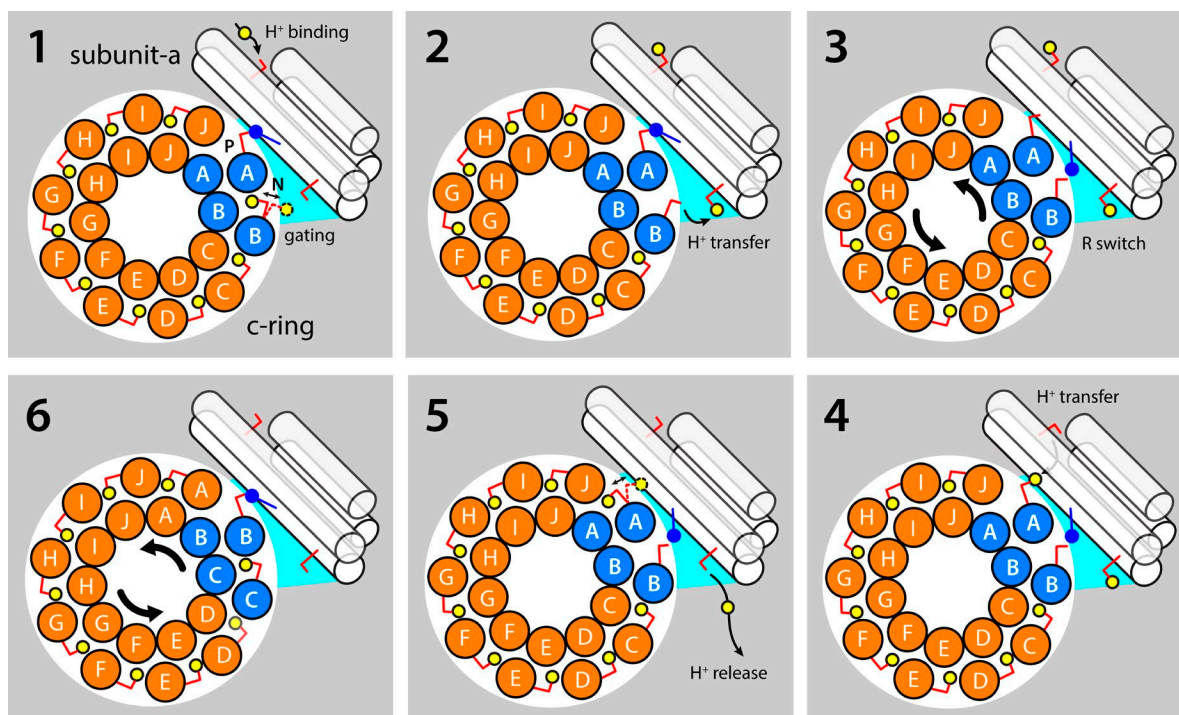 1
H⁺ binding
subunit-a
I J
H I J P
H A A
G G B N
B gating
F F E D C C
E D
c-ring
2
I J
H I J
H A A
G G B
B H⁺ transfer
F F E D C C
E D
3
I J
H I J A A
H B
G G C B R switch
F F E D C
E D
6
J A
I J A B B
I C
H H C
G G F E D D
F E
5
I J
H I J A A
H B B
G G C
F F E D C
E D
H⁺ release
4
H⁺ transfer
I J
H I J A A
H B B
G G C
F F E D C
E D